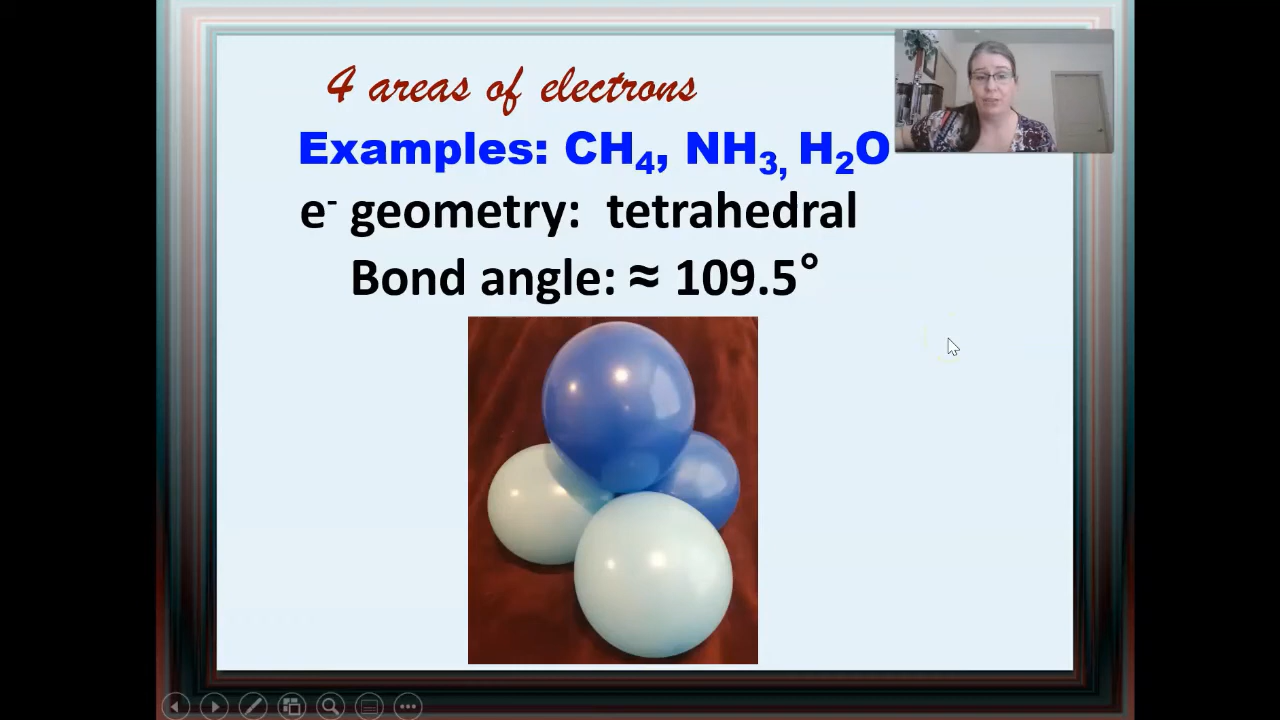 4 areas of electrons
Examples: CH₄, NH₃, H₂O
e⁻ geometry: tetrahedral
Bond angle: ≈ 109.5°